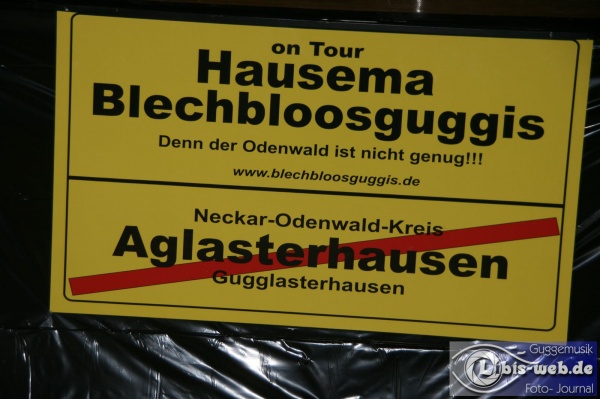 on Tour
Hausema
Blechbloosguggis
Denn der Odenwald ist nicht genug!!!
www.blechbloosguggis.de
Neckar-Odenwald-Kreis
Aglasterhausen
Gugglasterhausen
Guggemusik
bis-web.de
Foto- Journal